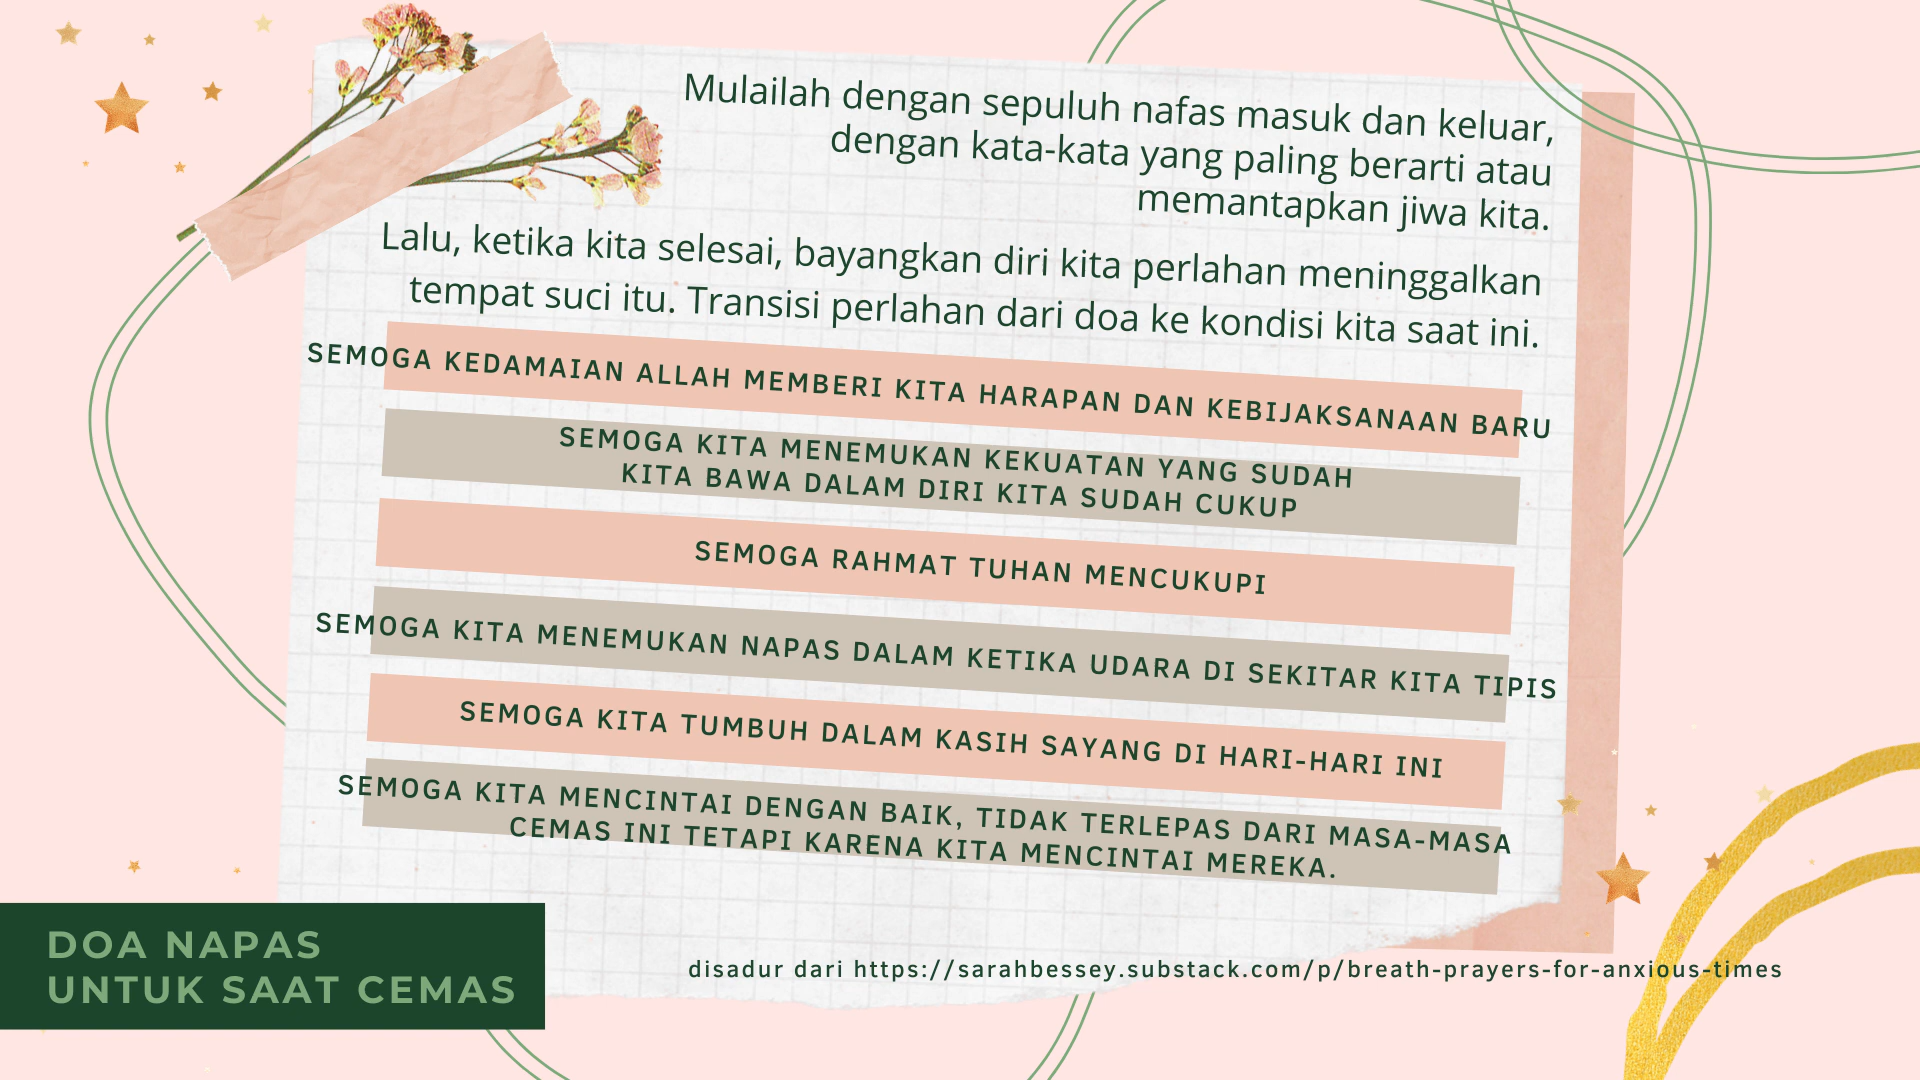 Mulailah dengan sepuluh nafas masuk dan keluar,
dengan kata-kata yang paling berarti atau
memantapkan jiwa kita.
Lalu, ketika kita selesai, bayangkan diri kita perlahan meninggalkan
tempat suci itu. Transisi perlahan dari doa ke kondisi kita saat ini.
SEMOGA KEDAMAIAN ALLAH MEMBERI KITA HARAPAN DAN KEBIJAKSANAAN BARU
SEMOGA KITA MENEMUKAN KEKUATAN YANG SUDAH
KITA BAWA DALAM DIRI KITA SUDAH CUKUP
SEMOGA RAHMAT TUHAN MENCUKUPI
SEMOGA KITA MENEMUKAN NAPAS DALAM KETIKA UDARA DI SEKITAR KITA TIPIS
SEMOGA KITA TUMBUH DALAM KASIH SAYANG DI HARI-HARI INI
SEMOGA KITA MENCINTAI DENGAN BAIK, TIDAK TERLEPAS DARI MASA-MASA
CEMAS INI TETAPI KARENA KITA MENCINTAI MEREKA.
DOA NAPAS
UNTUK SAAT CEMAS
disadur dari https://sarahbessey.substack.com/p/breath-prayers-for-anxious-times